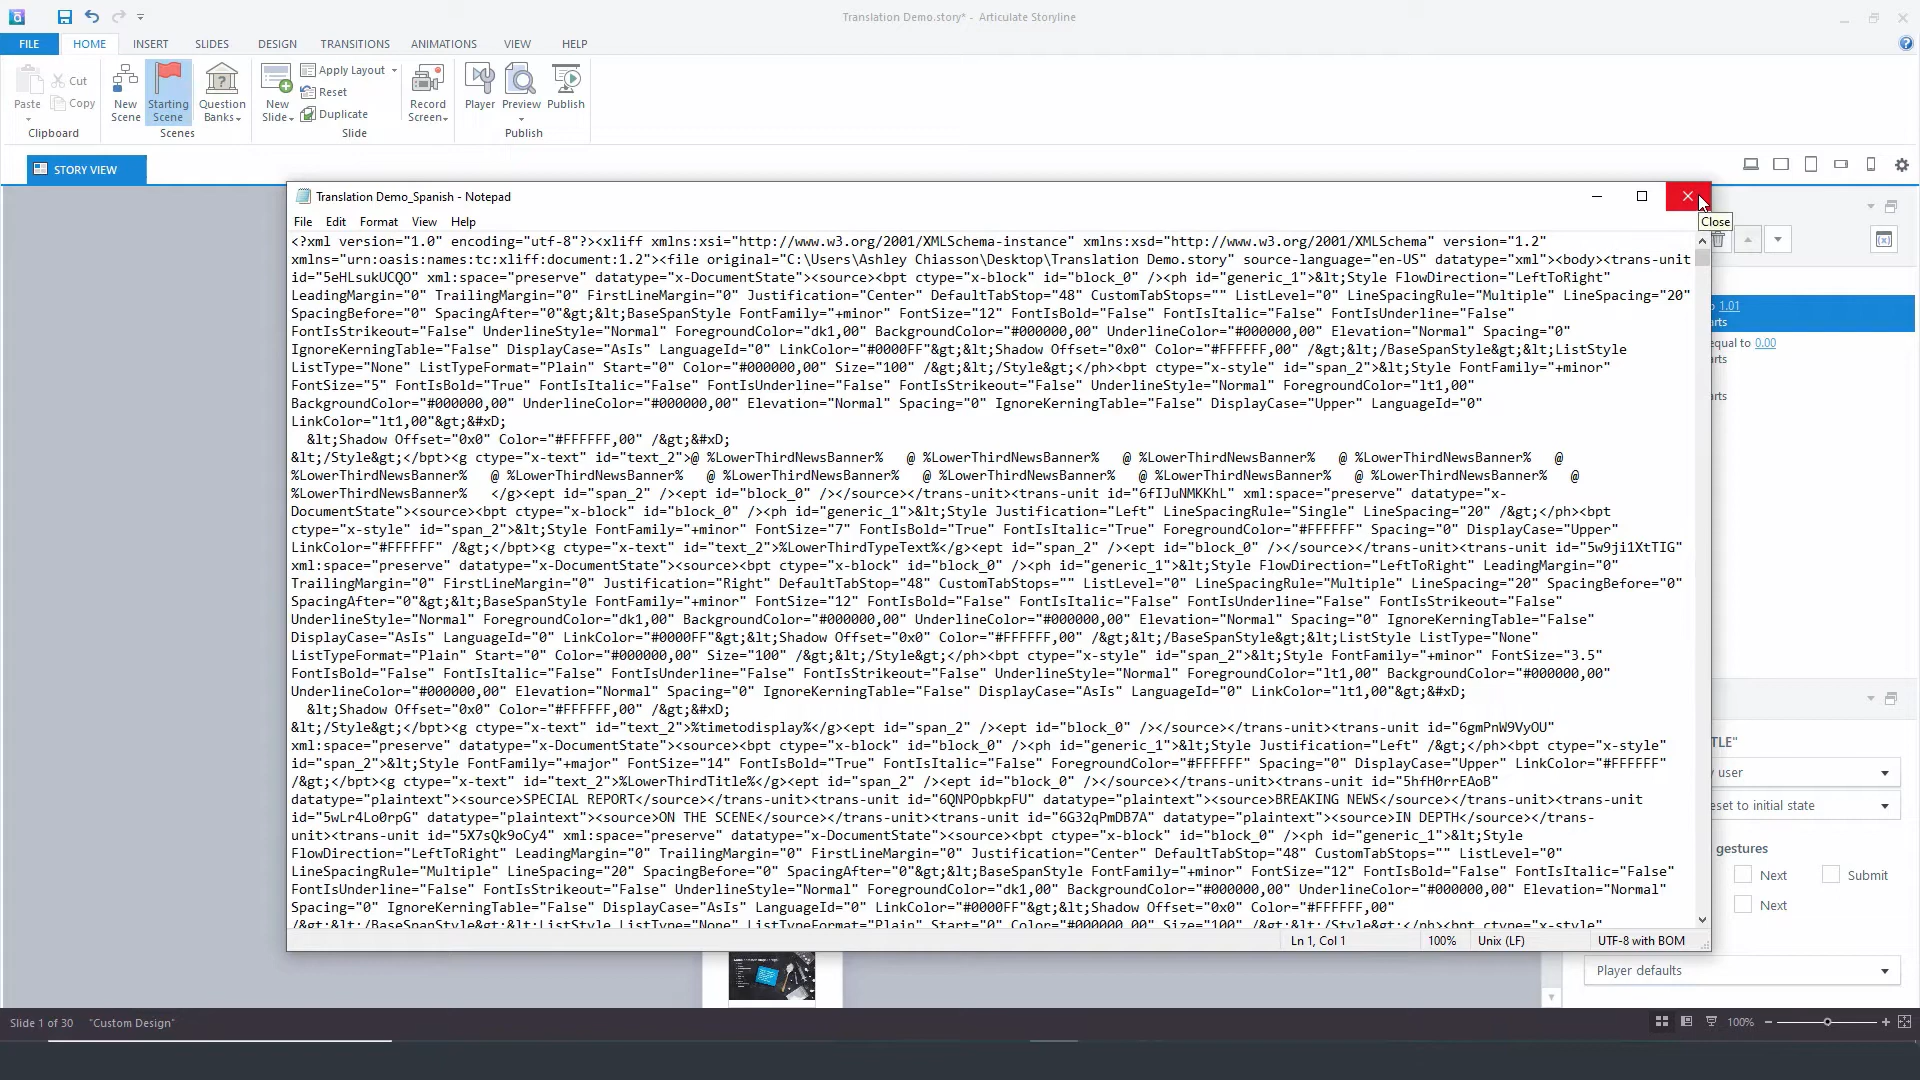 Translation Demo.story* - Articulate Storyline
FILE HOME INSERT SLIDES DESIGN TRANSITIONS ANIMATIONS VIEW HELP
Paste
Cut
Copy
Clipboard
New Scene
Starting Scene
Question Banks
Scenes
New Slide
Apply Layout
Reset
Duplicate
Slide
Record Screen
Player
Preview
Publish
Publish
STORY VIEW
Translation Demo_Spanish - Notepad
Close
File Edit Format View Help
<?xml version="1.0" encoding="utf-8"?><xliff xmlns:xsi="http://www.w3.org/2001/XMLSchema-instance" xmlns:xsd="http://www.w3.org/2001/XMLSchema" version="1.2"
xmlns="urn:oasis:names:tc:xliff:document:1.2"><file original="C:\Users\Ashley Chiasson\Desktop\Translation Demo.story" source-language="en-US" datatype="xml"><body><trans-unit
id="5eHLsukUCQO" xml:space="preserve" datatype="x-DocumentState"><source><bpt ctype="x-block" id="block_0" /><ph id="generic_1">&lt;Style FlowDirection="LeftToRight"
LeadingMargin="0" TrailingMargin="0" FirstLineMargin="0" Justification="Center" DefaultTabStop="48" CustomTabStops="" ListLevel="0" LineSpacingRule="Multiple" LineSpacing="20"
SpacingBefore="0" SpacingAfter="0"&gt;&lt;BaseSpanStyle FontFamily="+minor" FontSize="12" FontIsBold="False" FontIsItalic="False" FontIsUnderline="False"
FontIsStrikeout="False" UnderlineStyle="Normal" ForegroundColor="dk1,00" BackgroundColor="#000000,00" UnderlineColor="#000000,00" Elevation="Normal" Spacing="0"
IgnoreKerningTable="False" DisplayCase="AsIs" LanguageId="0" LinkColor="#0000FF"&gt;&lt;Shadow Offset="0x0" Color="#FFFFFF,00" /&gt;&lt;/BaseSpanStyle&gt;&lt;ListStyle
ListType="None" ListTypeFormat="Plain" Start="0" Color="#000000,00" Size="100" /&gt;&lt;/Style&gt;</ph><bpt ctype="x-style" id="span_2">&lt;Style FontFamily="+minor"
FontSize="5" FontIsBold="True" FontIsItalic="False" FontIsUnderline="False" FontIsStrikeout="False" UnderlineStyle="Normal" ForegroundColor="lt1,00"
BackgroundColor="#000000,00" UnderlineColor="#000000,00" Elevation="Normal" Spacing="0" IgnoreKerningTable="False" DisplayCase="Upper" LanguageId="0"
LinkColor="lt1,00"&gt;&#xD;
&lt;Shadow Offset="0x0" Color="#FFFFFF,00" /&gt;&#xD;
&lt;/Style&gt;</bpt><g ctype="x-text" id="text_2">@ %LowerThirdNewsBanner% @ %LowerThirdNewsBanner% @ %LowerThirdNewsBanner% @ %LowerThirdNewsBanner% @
%LowerThirdNewsBanner% @ %LowerThirdNewsBanner% @ %LowerThirdNewsBanner% @ %LowerThirdNewsBanner% @ %LowerThirdNewsBanner% @ %LowerThirdNewsBanner% @
%LowerThirdNewsBanner% </g><ept id="span_2" /><ept id="block_0" /></source></trans-unit><trans-unit id="6fIJuNMKKhL" xml:space="preserve" datatype="x-
DocumentState"><source><bpt ctype="x-block" id="block_0" /><ph id="generic_1">&lt;Style Justification="Left" LineSpacingRule="Single" LineSpacing="20" /&gt;</ph><bpt
ctype="x-style" id="span_2">&lt;Style FontFamily="+minor" FontSize="7" FontIsBold="True" FontIsItalic="True" ForegroundColor="#FFFFFF" Spacing="0" DisplayCase="Upper"
LinkColor="#FFFFFF" /&gt;</bpt><g ctype="x-text" id="text_2">%LowerThirdTypeText%</g><ept id="span_2" /><ept id="block_0" /></source></trans-unit><trans-unit id="5w9ji1XtTIG"
xml:space="preserve" datatype="x-DocumentState"><source><bpt ctype="x-block" id="block_0" /><ph id="generic_1">&lt;Style FlowDirection="LeftToRight" LeadingMargin="0"
TrailingMargin="0" FirstLineMargin="0" Justification="Right" DefaultTabStop="48" CustomTabStops="" ListLevel="0" LineSpacingRule="Multiple" LineSpacing="20" SpacingBefore="0"
SpacingAfter="0"&gt;&lt;BaseSpanStyle FontFamily="+minor" FontSize="12" FontIsBold="False" FontIsItalic="False" FontIsUnderline="False" FontIsStrikeout="False"
UnderlineStyle="Normal" ForegroundColor="dk1,00" BackgroundColor="#000000,00" UnderlineColor="#000000,00" Elevation="Normal" Spacing="0" IgnoreKerningTable="False"
DisplayCase="AsIs" LanguageId="0" LinkColor="#0000FF"&gt;&lt;Shadow Offset="0x0" Color="#FFFFFF,00" /&gt;&lt;/BaseSpanStyle&gt;&lt;ListStyle ListType="None"
ListTypeFormat="Plain" Start="0" Color="#000000,00" Size="100" /&gt;&lt;/Style&gt;</ph><bpt ctype="x-style" id="span_2">&lt;Style FontFamily="+minor" FontSize="3.5"
FontIsBold="False" FontIsItalic="False" FontIsUnderline="False" FontIsStrikeout="False" UnderlineStyle="Normal" ForegroundColor="lt1,00" BackgroundColor="#000000,00"
UnderlineColor="#000000,00" Elevation="Normal" Spacing="0" IgnoreKerningTable="False" DisplayCase="AsIs" LanguageId="0" LinkColor="lt1,00"&gt;&#xD;
&lt;Shadow Offset="0x0" Color="#FFFFFF,00" /&gt;&#xD;
&lt;/Style&gt;</bpt><g ctype="x-text" id="text_2">%timetodisplay%</g><ept id="span_2" /><ept id="block_0" /></source></trans-unit><trans-unit id="6gmPnW9VyOU"
xml:space="preserve" datatype="x-DocumentState"><source><bpt ctype="x-block" id="block_0" /><ph id="generic_1">&lt;Style Justification="Left" /&gt;</ph><bpt ctype="x-style"
id="span_2">&lt;Style FontFamily="+major" FontSize="14" FontIsBold="True" FontIsItalic="False" ForegroundColor="#FFFFFF" Spacing="0" DisplayCase="Upper" LinkColor="#FFFFFF"
/&gt;</bpt><g ctype="x-text" id="text_2">%LowerThirdTitle%</g><ept id="span_2" /><ept id="block_0" /></source></trans-unit><trans-unit id="5hfH0rrEAoB"
datatype="plaintext"><source>SPECIAL REPORT</source></trans-unit><trans-unit id="6QNPOpbkpFU" datatype="plaintext"><source>BREAKING NEWS</source></trans-unit><trans-unit
id="5wLr4Lo0rpG" datatype="plaintext"><source>ON THE SCENE</source></trans-unit><trans-unit id="6G32qPmDB7A" datatype="plaintext"><source>IN DEPTH</source></trans-
unit><trans-unit id="5X7sQk9oCy4" xml:space="preserve" datatype="x-DocumentState"><source><bpt ctype="x-block" id="block_0" /><ph id="generic_1">&lt;Style
FlowDirection="LeftToRight" LeadingMargin="0" TrailingMargin="0" FirstLineMargin="0" Justification="Center" DefaultTabStop="48" CustomTabStops="" ListLevel="0"
LineSpacingRule="Multiple" LineSpacing="20" SpacingBefore="0" SpacingAfter="0"&gt;&lt;BaseSpanStyle FontFamily="+minor" FontSize="12" FontIsBold="False" FontIsItalic="False"
FontIsUnderline="False" FontIsStrikeout="False" UnderlineStyle="Normal" ForegroundColor="dk1,00" BackgroundColor="#000000,00" UnderlineColor="#000000,00" Elevation="Normal"
Spacing="0" IgnoreKerningTable="False" DisplayCase="AsIs" LanguageId="0" LinkColor="#0000FF"&gt;&lt;Shadow Offset="0x0" Color="#FFFFFF,00"
/&gt;&lt;/BaseSpanStyle&gt;&lt;ListStyle ListType="None" ListTypeFormat="Plain" Start="0" Color="#000000,00" Size="100" /&gt;&lt;/Style&gt;</ph><bpt ctype="x-style"
Ln 1, Col 1 100% Unix (LF) UTF-8 with BOM
1.01
arts
equal to 0.00
arts
arts
TLE"
user
eset to initial state
gestures
Next Submit
Next
Player defaults
Slide 1 of 30 "Custom Design" 100%